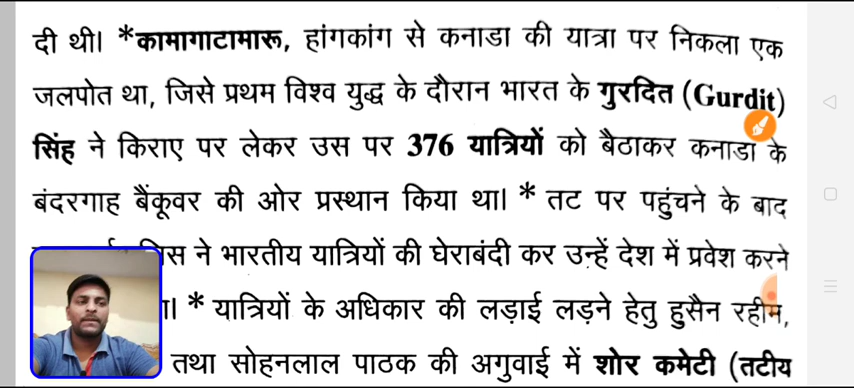 दी थी। *कामागाटामारू, हांगकांग से कनाडा की यात्रा पर निकला एक
जलपोत था, जिसे प्रथम विश्व युद्ध के दौरान भारत के गुरदित (Gurdit)
सिंह ने किराए पर लेकर उस पर 376 यात्रियों को बैठाकर कनाडा के
बंदरगाह बैंकूवर की ओर प्रस्थान किया था। * तट पर पहुंचने के बाद
ने भारतीय यात्रियों की घेराबंदी कर उन्हें देश में प्रवेश करने
* यात्रियों के अधिकार की लड़ाई लड़ने हेतु हुसैन रहीम,
तथा सोहनलाल पाठक की अगुवाई में शोर कमेटी (तटीय